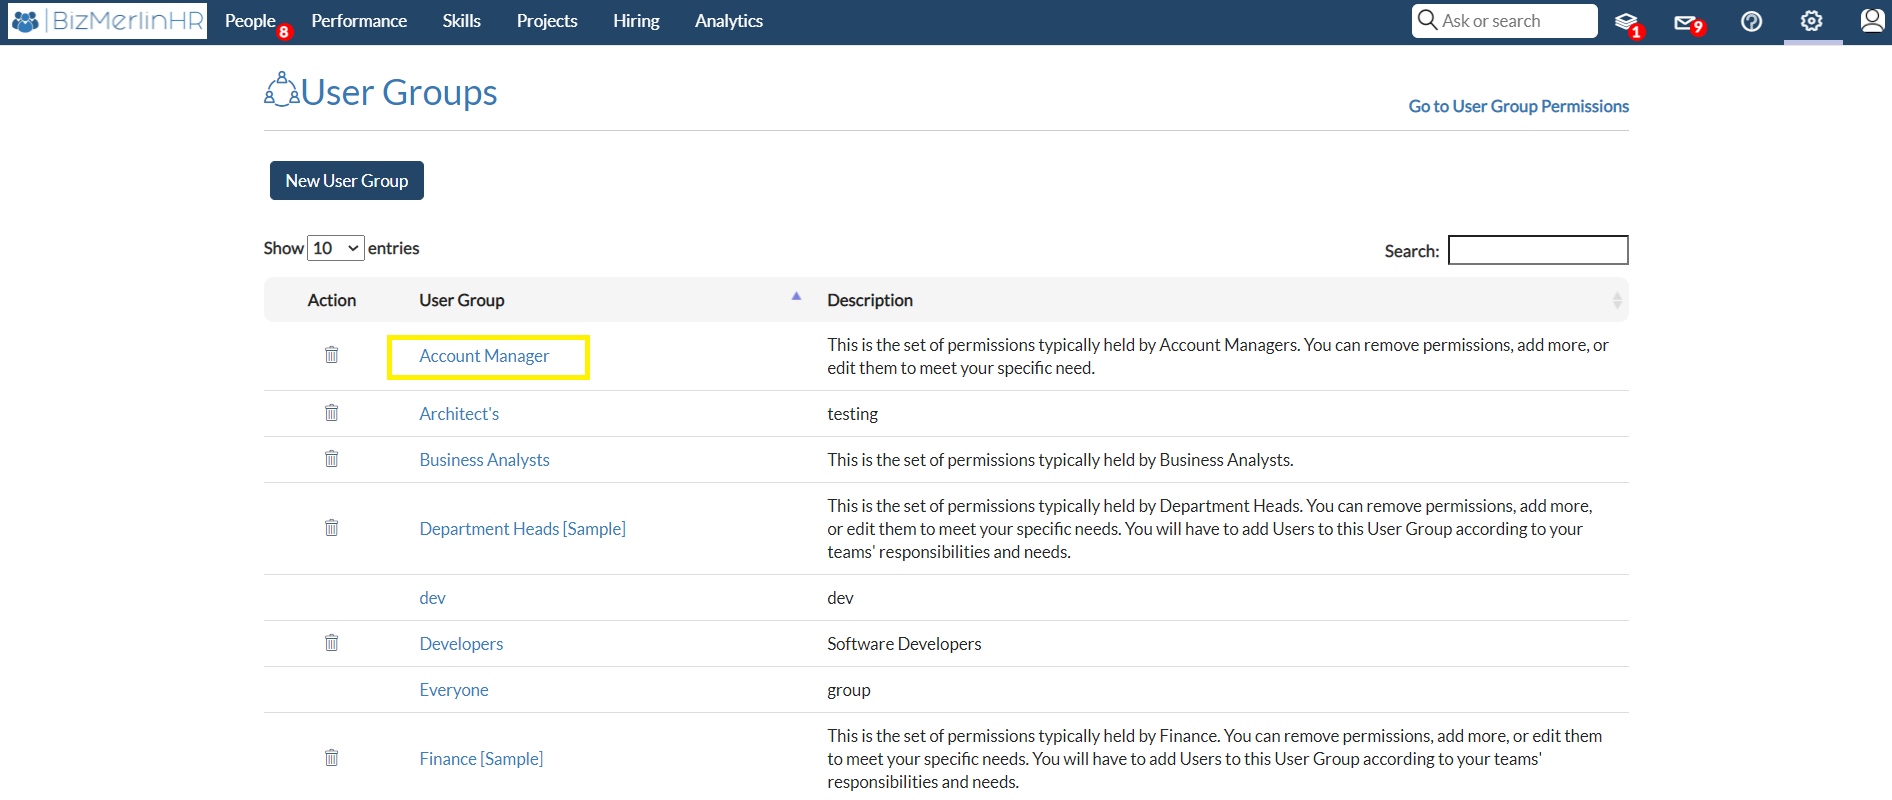 BizMerlinHR People 8 Performance Skills Projects Hiring Analytics Ask or search 1 9
User Groups
Go to User Group Permissions
New User Group
Show 10 entries
Search:
Action User Group Description
Account Manager
This is the set of permissions typically held by Account Managers. You can remove permissions, add more, or
edit them to meet your specific need.
Architect's testing
Business Analysts This is the set of permissions typically held by Business Analysts.
Department Heads [Sample]
This is the set of permissions typically held by Department Heads. You can remove permissions, add more,
or edit them to meet your specific needs. You will have to add Users to this User Group according to your
teams' responsibilities and needs.
dev dev
Developers Software Developers
Everyone group
Finance [Sample]
This is the set of permissions typically held by Finance. You can remove permissions, add more, or edit them
to meet your specific needs. You will have to add Users to this User Group according to your teams'
responsibilities and needs.